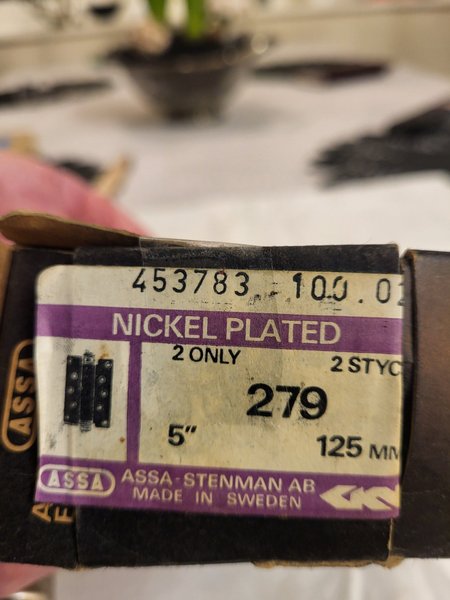 453783 100.02
NICKEL PLATED
2 ONLY
2 STYC
279
5" 125 MM
ASSA ASSA-STENMAN AB
MADE IN SWEDEN
ASSA